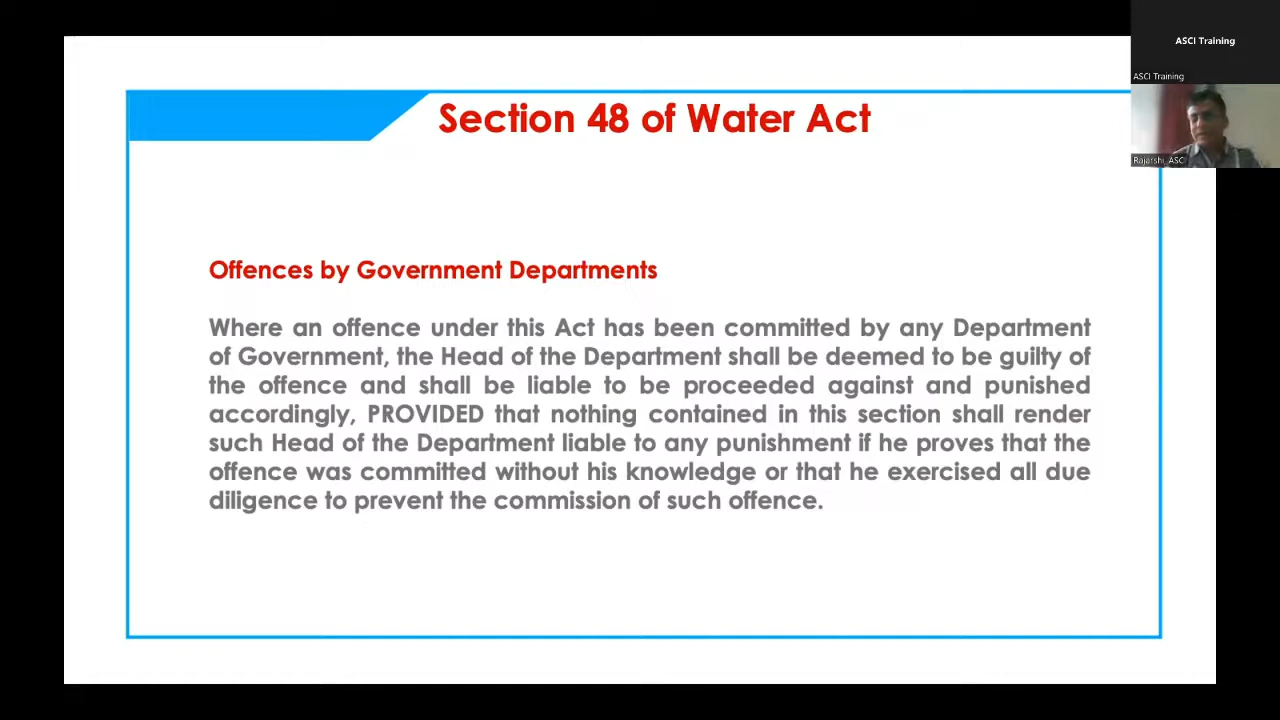 ASCI Training
ASCI Training
Rajarshi_ASC
Section 48 of Water Act
Offences by Government Departments
Where an offence under this Act has been committed by any Department
of Government, the Head of the Department shall be deemed to be guilty of
the offence and shall be liable to be proceeded against and punished
accordingly, PROVIDED that nothing contained in this section shall render
such Head of the Department liable to any punishment if he proves that the
offence was committed without his knowledge or that he exercised all due
diligence to prevent the commission of such offence.